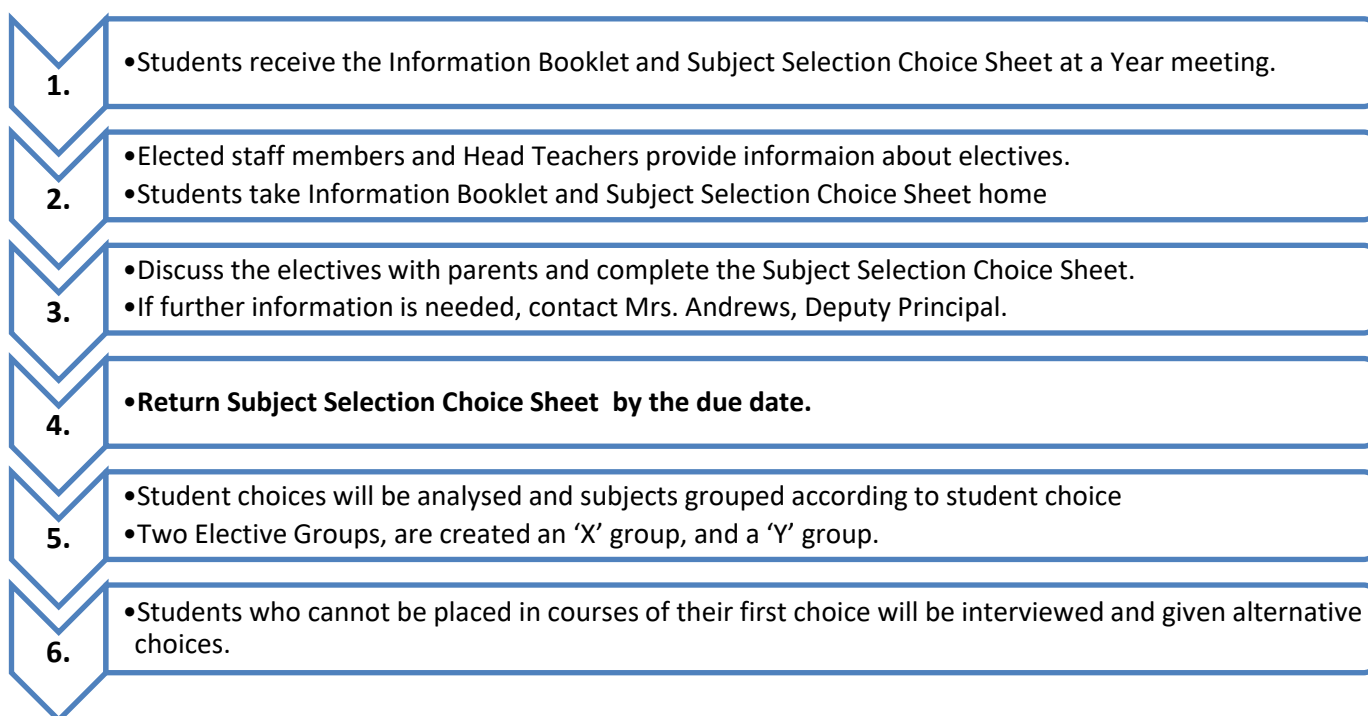 1.
•Students receive the Information Booklet and Subject Selection Choice Sheet at a Year meeting.
2.
•Elected staff members and Head Teachers provide informaion about electives.
•Students take Information Booklet and Subject Selection Choice Sheet home
3.
•Discuss the electives with parents and complete the Subject Selection Choice Sheet.
•If further information is needed, contact Mrs. Andrews, Deputy Principal.
4.
•Return Subject Selection Choice Sheet  by the due date.
5.
•Student choices will be analysed and subjects grouped according to student choice
•Two Elective Groups, are created an ‘X’ group, and a ‘Y’ group.
6.
•Students who cannot be placed in courses of their first choice will be interviewed and given alternative
choices.